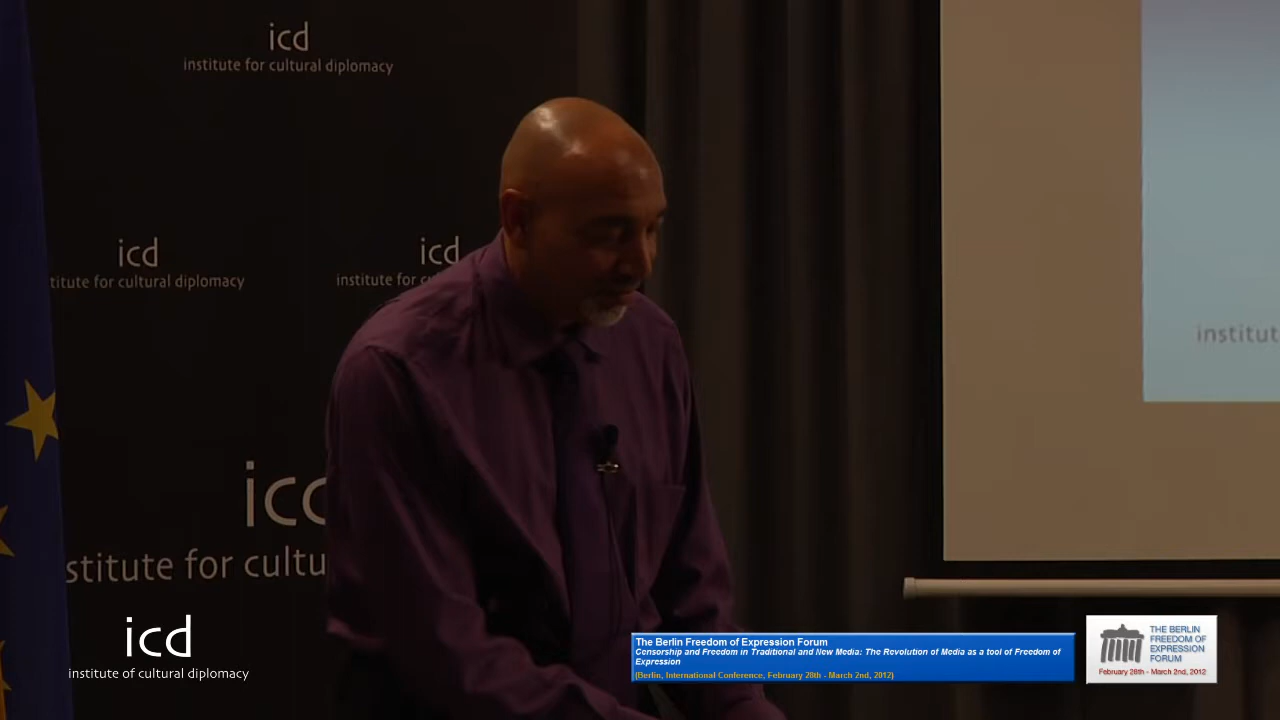 icd
institute for cultural diplomacy
icd
titute for cultural diplomacy
icd
institute for c
institut
icc
stitute for cultu
icd
institute of cultural diplomacy
The Berlin Freedom of Expression Forum
Censorship and Freedom in Traditional and New Media: The Revolution of Media as a tool of Freedom of
Expression
(Berlin, International Conference, February 28th - March 2nd, 2012)
THE BERLIN
FREEDOM OF
EXPRESSION
FORUM
February 28th - March 2nd, 2012